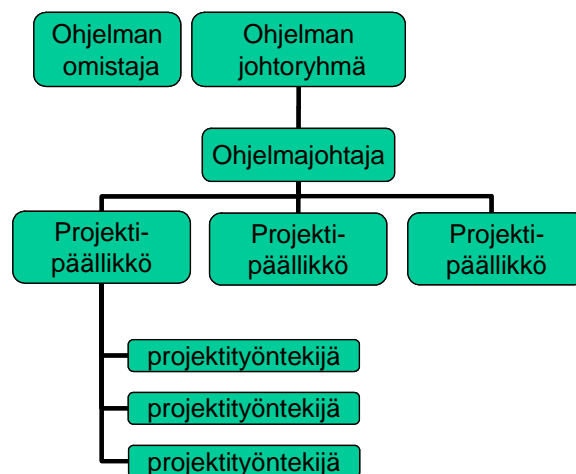 Ohjelman
omistaja
Ohjelman
johtoryhmä
Ohjelmajohtaja
Projekti-
päällikkö
Projekti-
päällikkö
Projekti-
päällikkö
projektityöntekijä
projektityöntekijä
projektityöntekijä